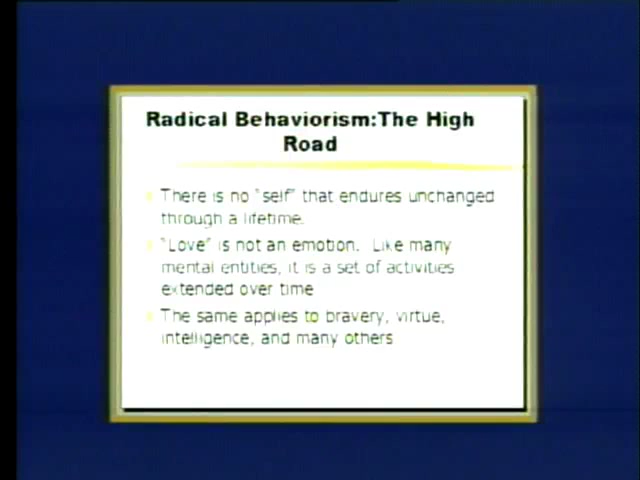 Radical Behaviorism:The High
Road
There is no "self" that endures unchanged
through a lifetime.
"Love" is not an emotion. Like many
mental entities, it is a set of activities
extended over time
The same applies to bravery, virtue,
intelligence, and many others